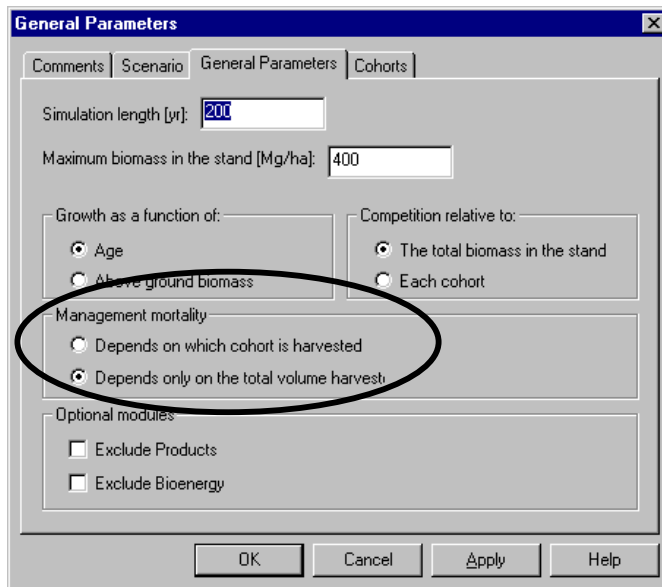 General Parameters
Comments Scenario General Parameters Cohorts
Simulation length [yr]: 200
Maximum biomass in the stand [Mg/ha]: 400
Growth as a function of: Competition relative to:
Age The total biomass in the stand
Above ground biomass Each cohort
Management mortality
Depends on which cohort is harvested
Depends only on the total volume harveste
Optional modules
Exclude Products
Exclude Bioenergy
OK Cancel Apply Help